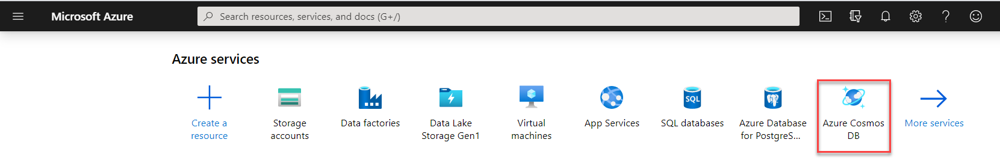 Microsoft Azure
Search resources, services, and docs (G+/)
Azure services
Create a
resource
Storage
accounts
Data factories
Data Lake
Storage Gen1
Virtual
machines
App Services
SQL
SQL databases
Azure Database
for PostgreS...
Azure Cosmos
DB
More services